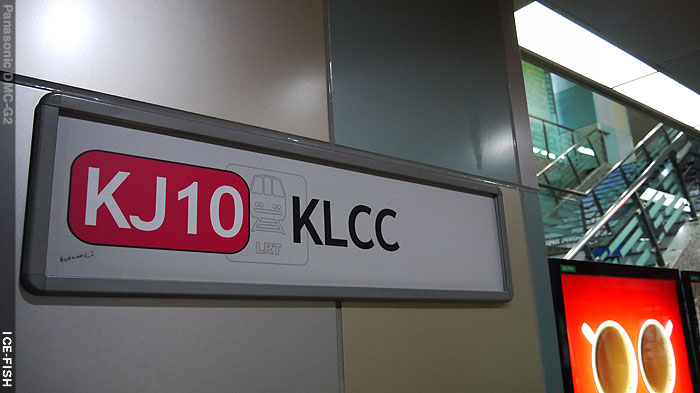 Panasonic DMC-G2
ICE-FISH
KJ10
LRT
KLCC